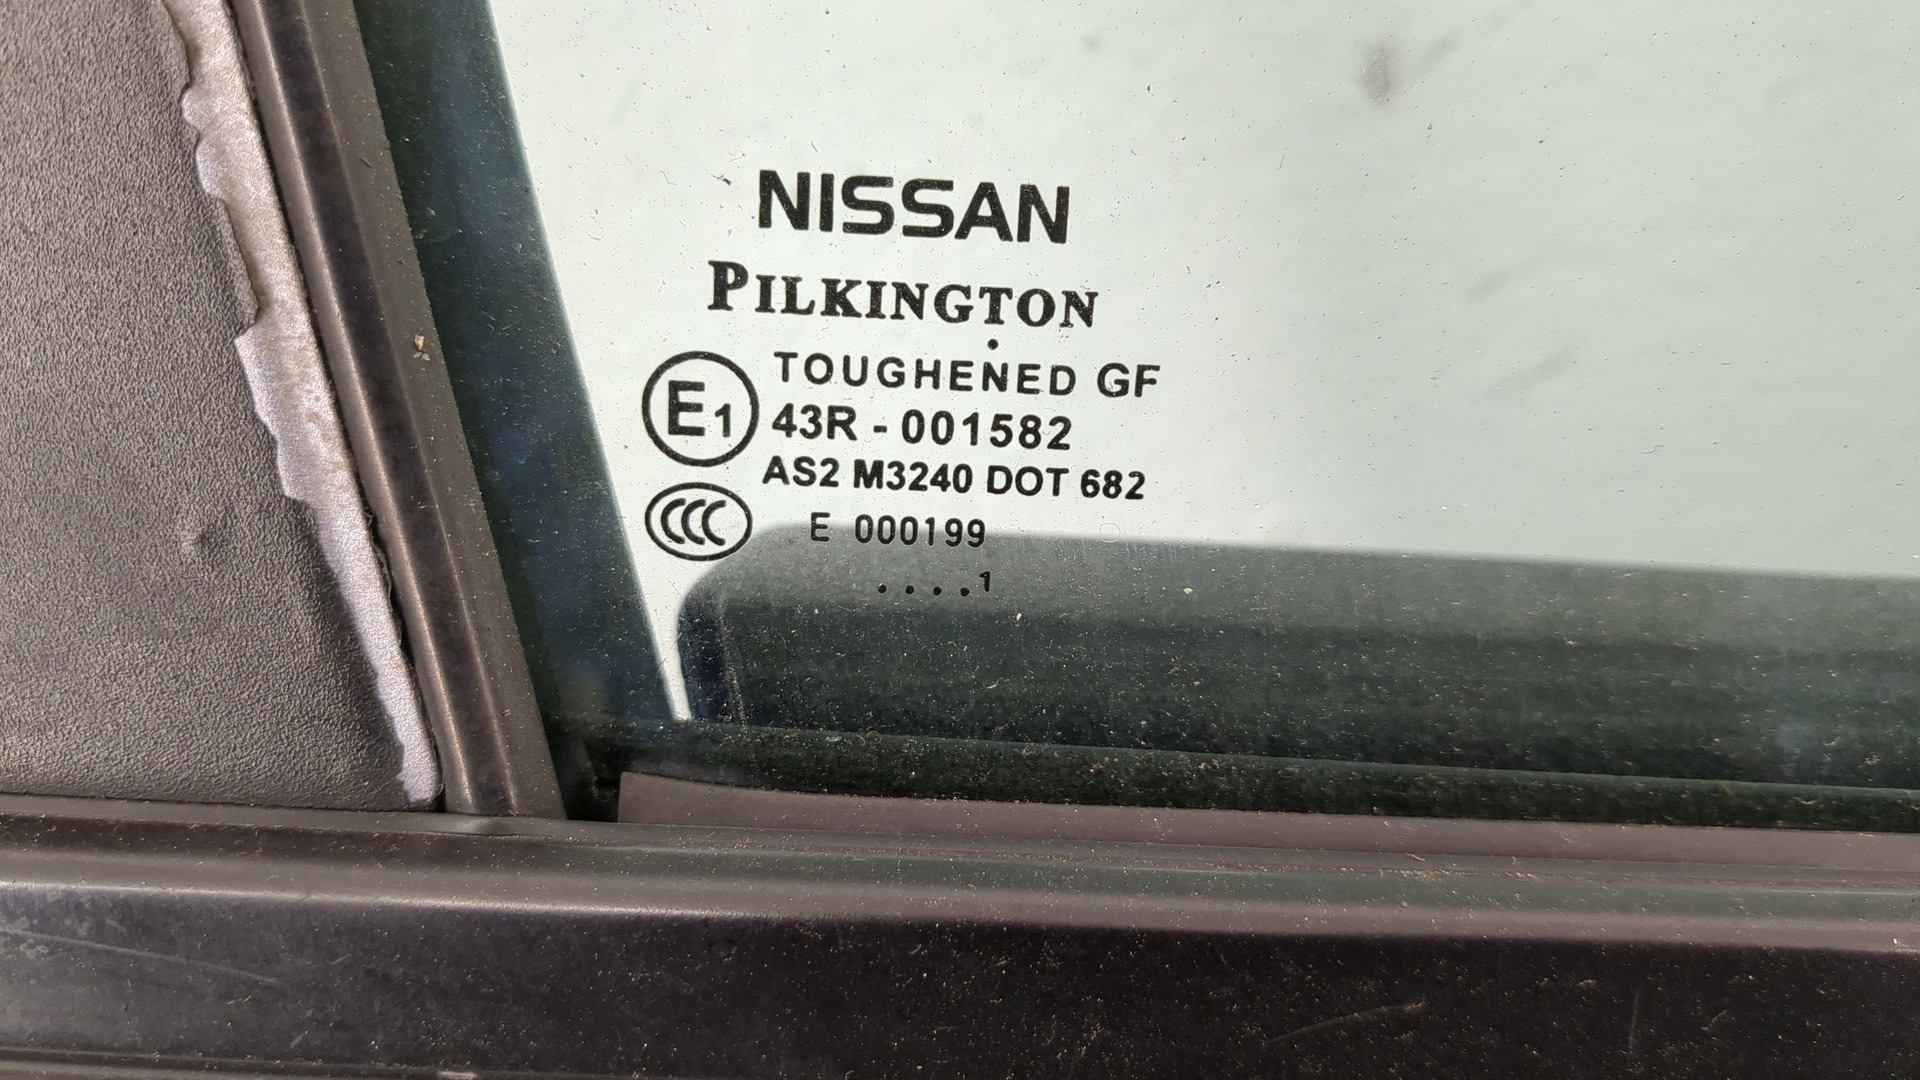 NISSAN
PILKINGTON
TOUGHENED GF
E1 43R - 001582
AS2 M3240 DOT 682
CCC E 000199
. . . . 1